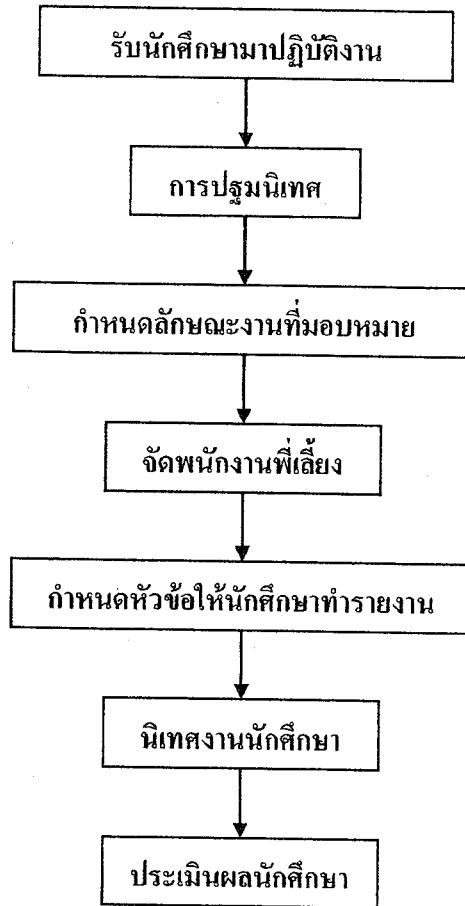 รับนักศึกษามาปฏิบัติงาน
การปฐมนิเทศ
กำหนดลักษณะงานที่มอบหมาย
จัดพนักงานพี่เลี้ยง
กำหนดหัวข้อให้นักศึกษาทำรายงาน
นิเทศงานนักศึกษา
ประเมินผลนักศึกษา